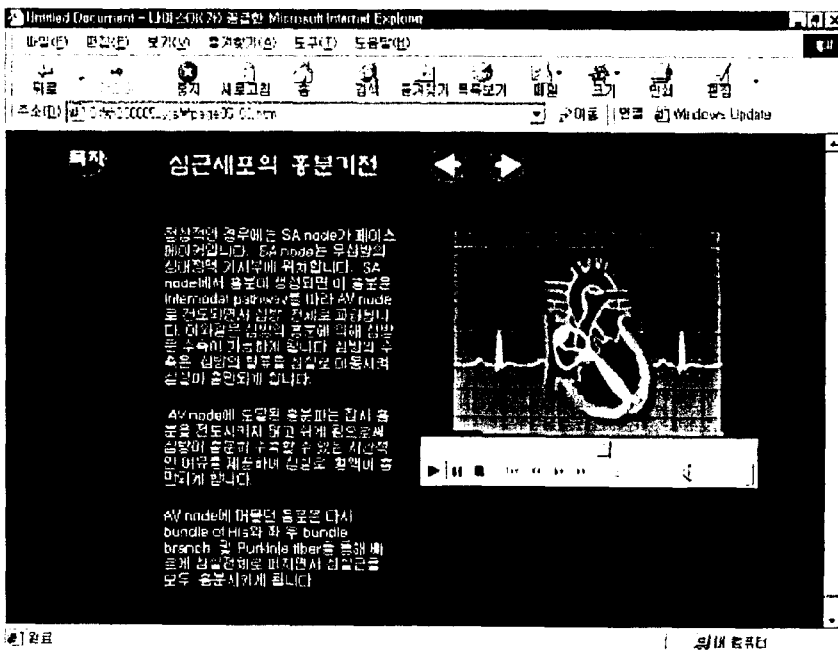 Untitled Document - 나이스OK가 공급한 Microsoft Internet Explorer
파일(F) 편집(E) 보기(V) 즐겨찾기(A) 도구(T) 도움말(H)
뒤로 중지 새로고침 홈 검색 즐겨찾기 목록보기 메일 크기 인쇄 편집
주소(D) 이동 연결 Windows Update
목차 심근세포의 흥분기전
정상적인 경우에는 SA node가 페이스
메이커입니다. SA node는 우심방의
상대정맥 기시부에 위치합니다. SA
node에서 흥분이 생성되면 이 흥분은
Internodal pathway를 따라 AV node
로 전도되면서 심방 전체로 파급됩니
다. 이와같은 심방의 흥분에 의해 심방
은 수축이 가능하게 됩니다. 심방의 수
축은 심방의 혈류를 심실로 이동시켜
심실이 충만되게 합니다.
AV node에 도달된 흥분파는 잠시 흥
분을 전도시키지 않고 쉬게 됨으로써
심방이 충분히 수축할 수 있는 시간적
인 여유를 제공하여 심실로 혈액이 충
만되게 합니다.
AV node에 머물던 흥분은 다시
bundle of His와 좌 우 bundle
branch 및 Purkinje fiber를 통해 빠
르게 심실전체로 퍼지면서 심실근을
모두 흥분시키게 됩니다
완료
내 컴퓨터